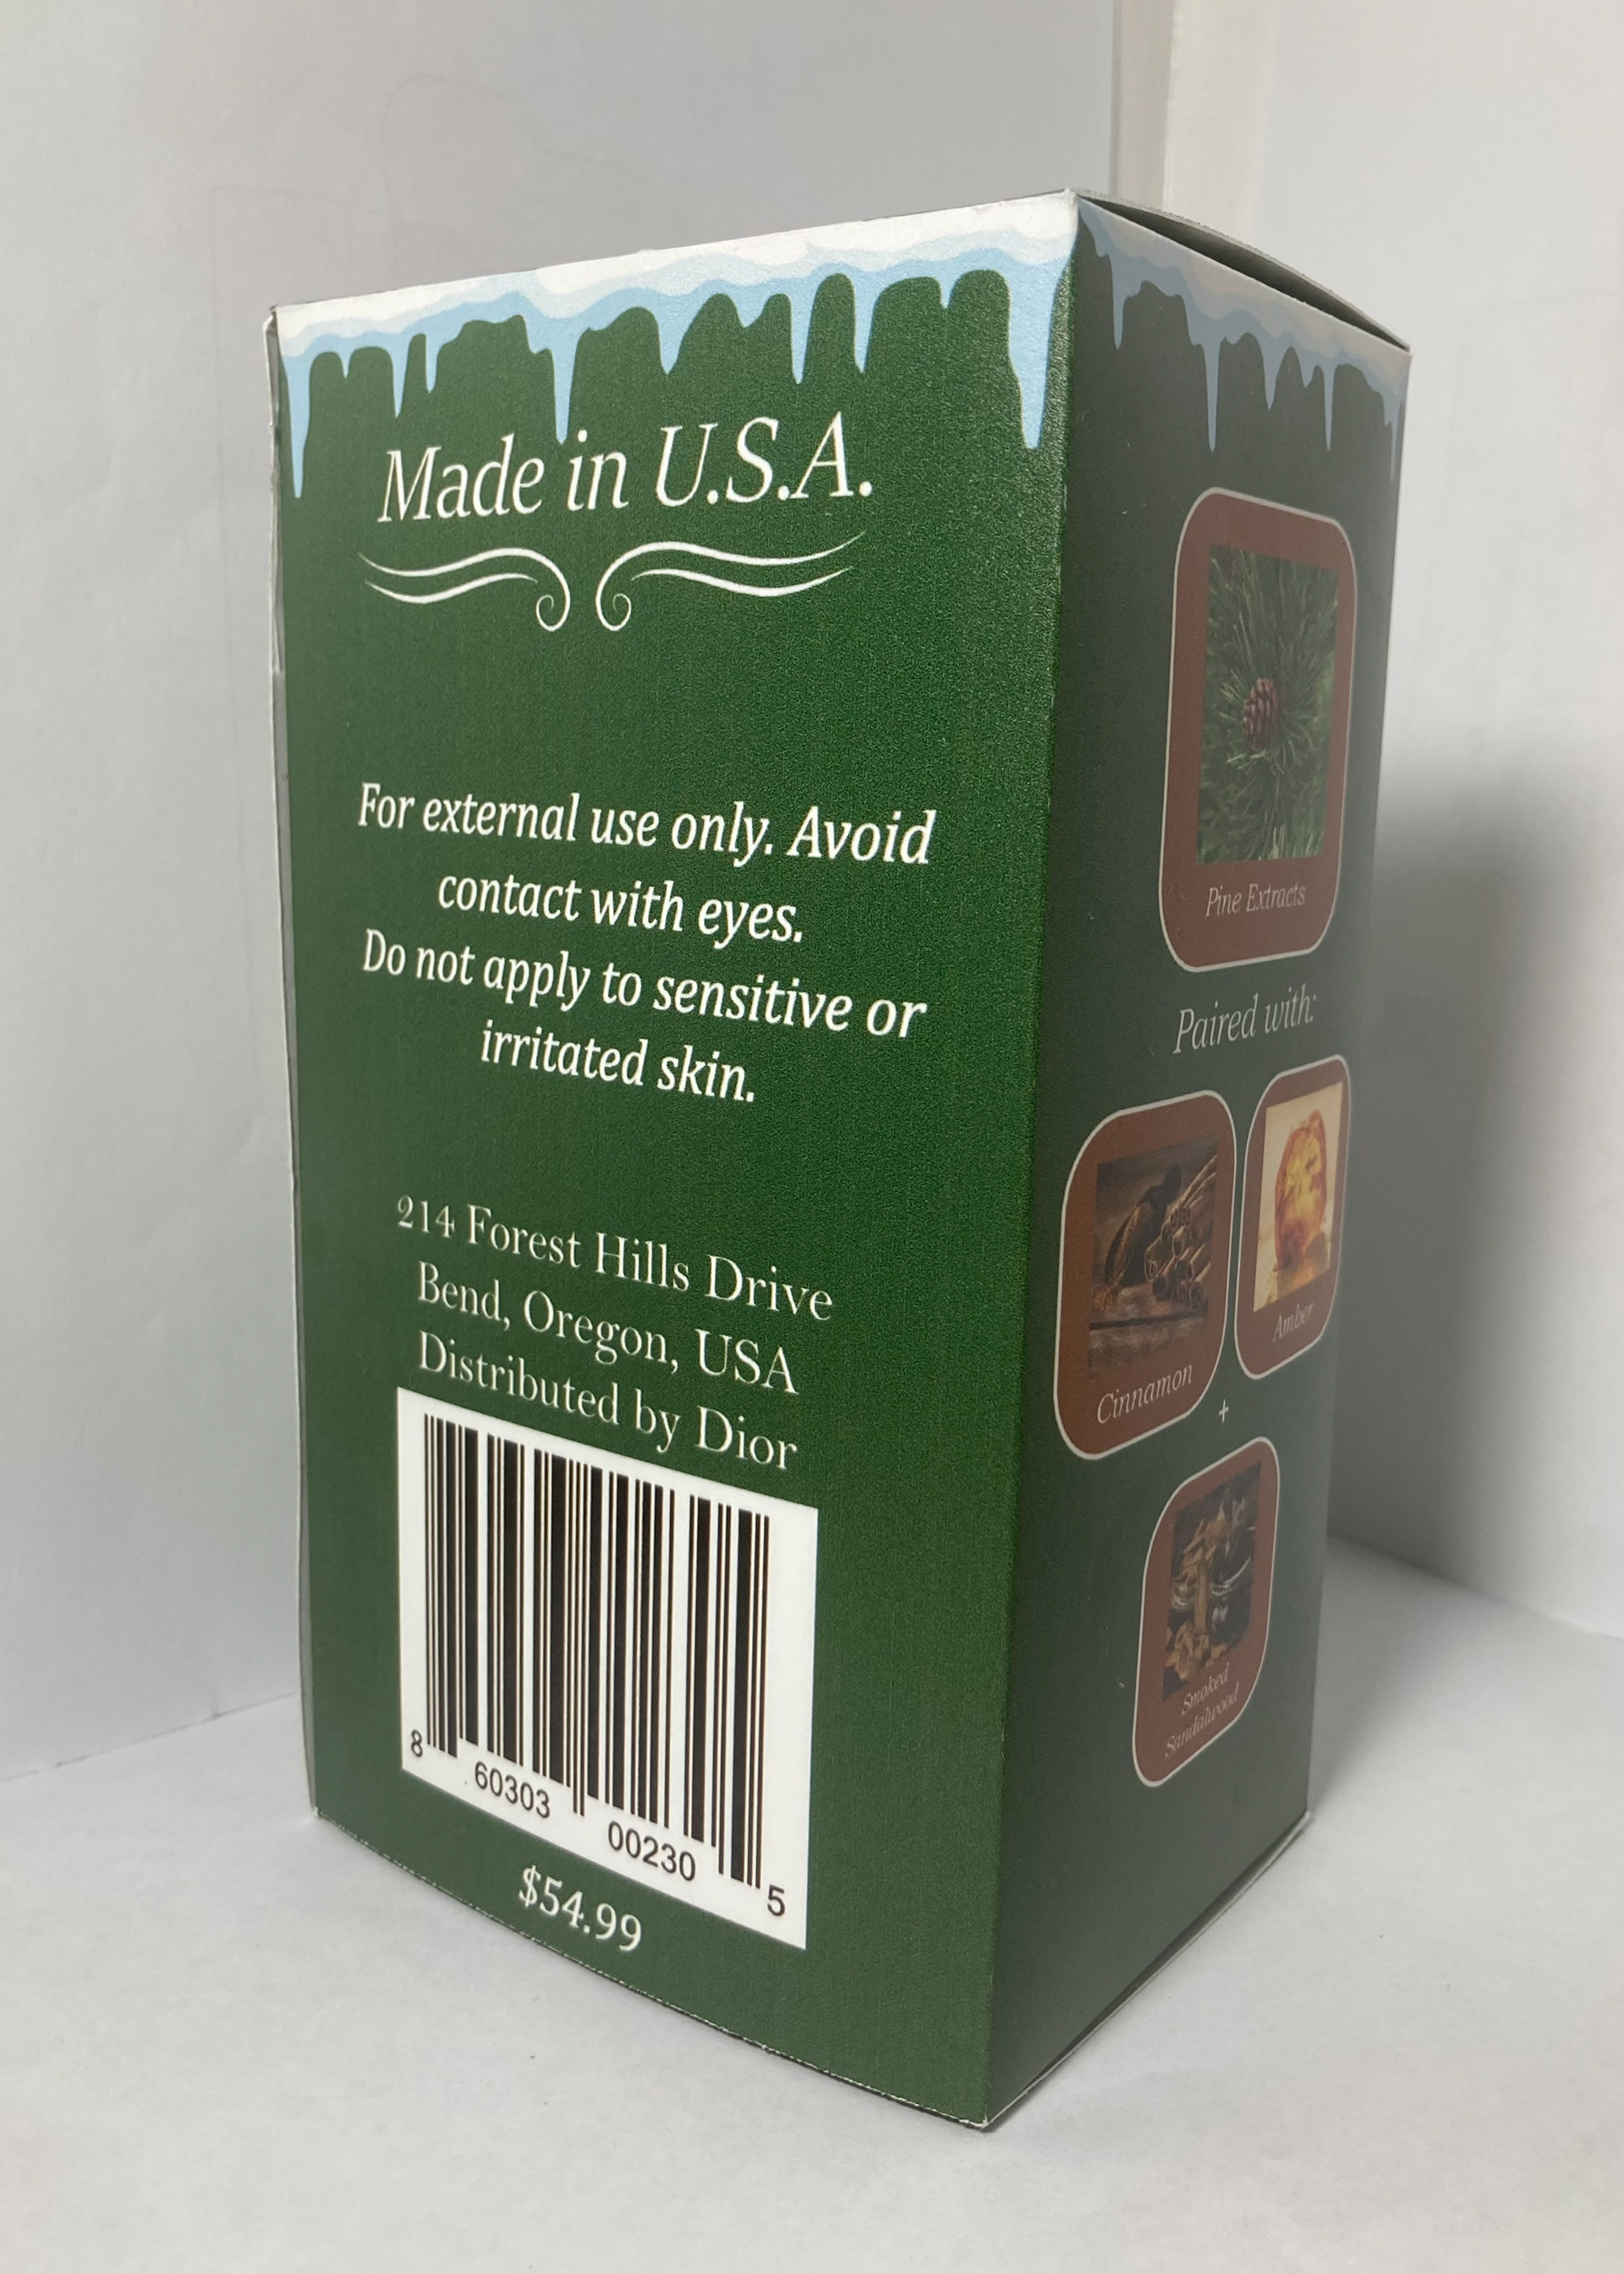 Made in U.S.A.
For external use only. Avoid
contact with eyes.
Do not apply to sensitive or
irritated skin.
214 Forest Hills Drive
Bend, Oregon, USA
Distributed by Dior
8 60303 00230 5
$54.99
Pine Extracts
Paired with:
Cinnamon
Amber
+
Smoked
Sandalwood